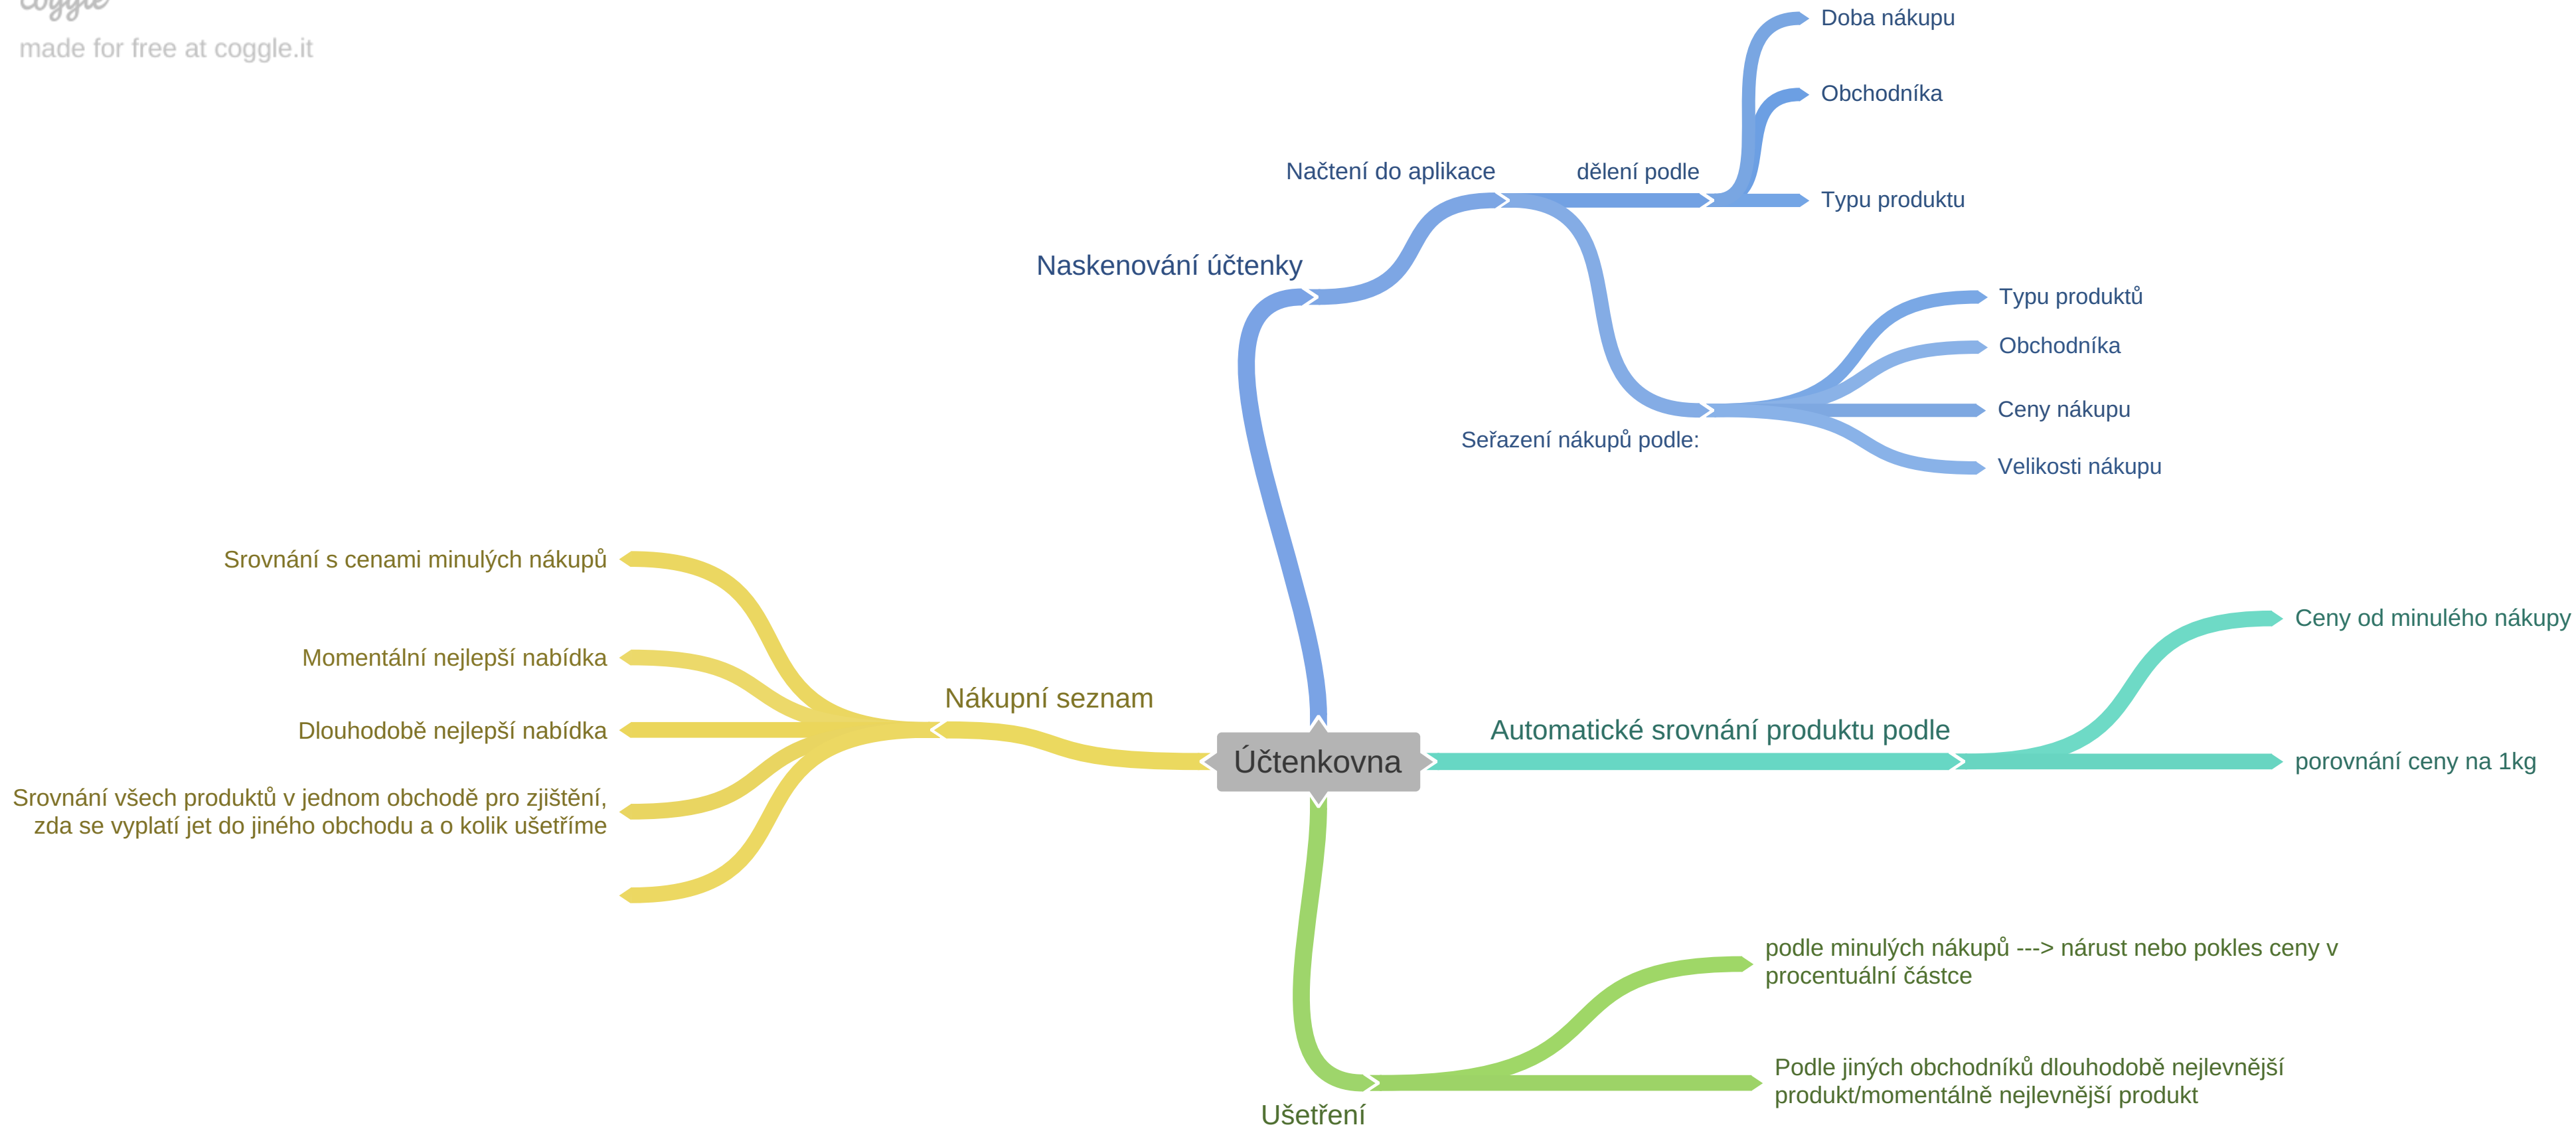 coggle
made for free at coggle.it
Doba nákupu
Obchodníka
Načtení do aplikace
dělení podle
Typu produktu
Naskenování účtenky
Typu produktů
Obchodníka
Ceny nákupu
Seřazení nákupů podle:
Velikosti nákupu
Srovnání s cenami minulých nákupů
Momentální nejlepší nabídka
Dlouhodobě nejlepší nabídka
Srovnání všech produktů v jednom obchodě pro zjištění,
zda se vyplatí jet do jiného obchodu a o kolik ušetříme
Nákupní seznam
Účtenkovna
Automatické srovnání produktu podle
Ceny od minulého nákupy
porovnání ceny na 1kg
podle minulých nákupů ---> nárust nebo pokles ceny v
procentuální částce
Podle jiných obchodníků dlouhodobě nejlevnější
produkt/momentálně nejlevnější produkt
Ušetření